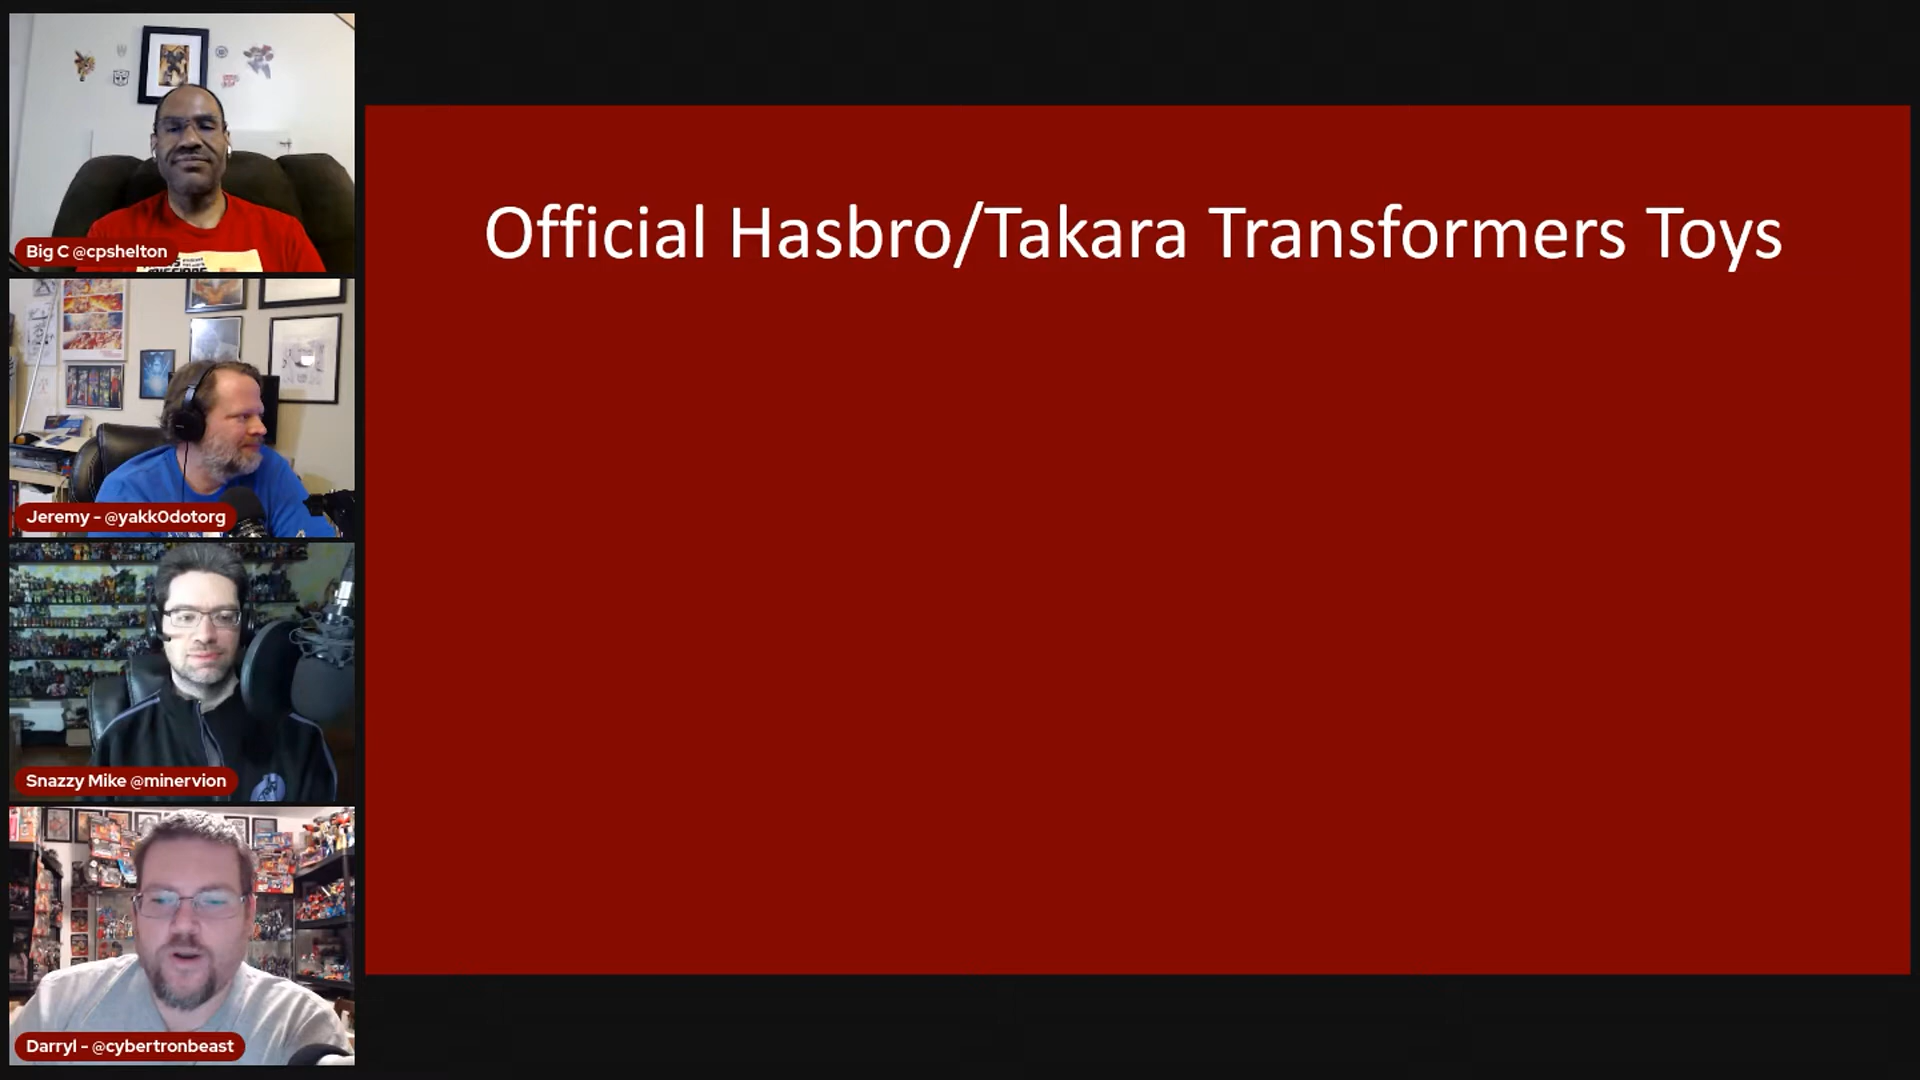 Big C @cpshelton
Jeremy - @yakk0dotorg
Snazzy Mike @minervion
Darryl - @cybertronbeast
Official Hasbro/Takara Transformers Toys